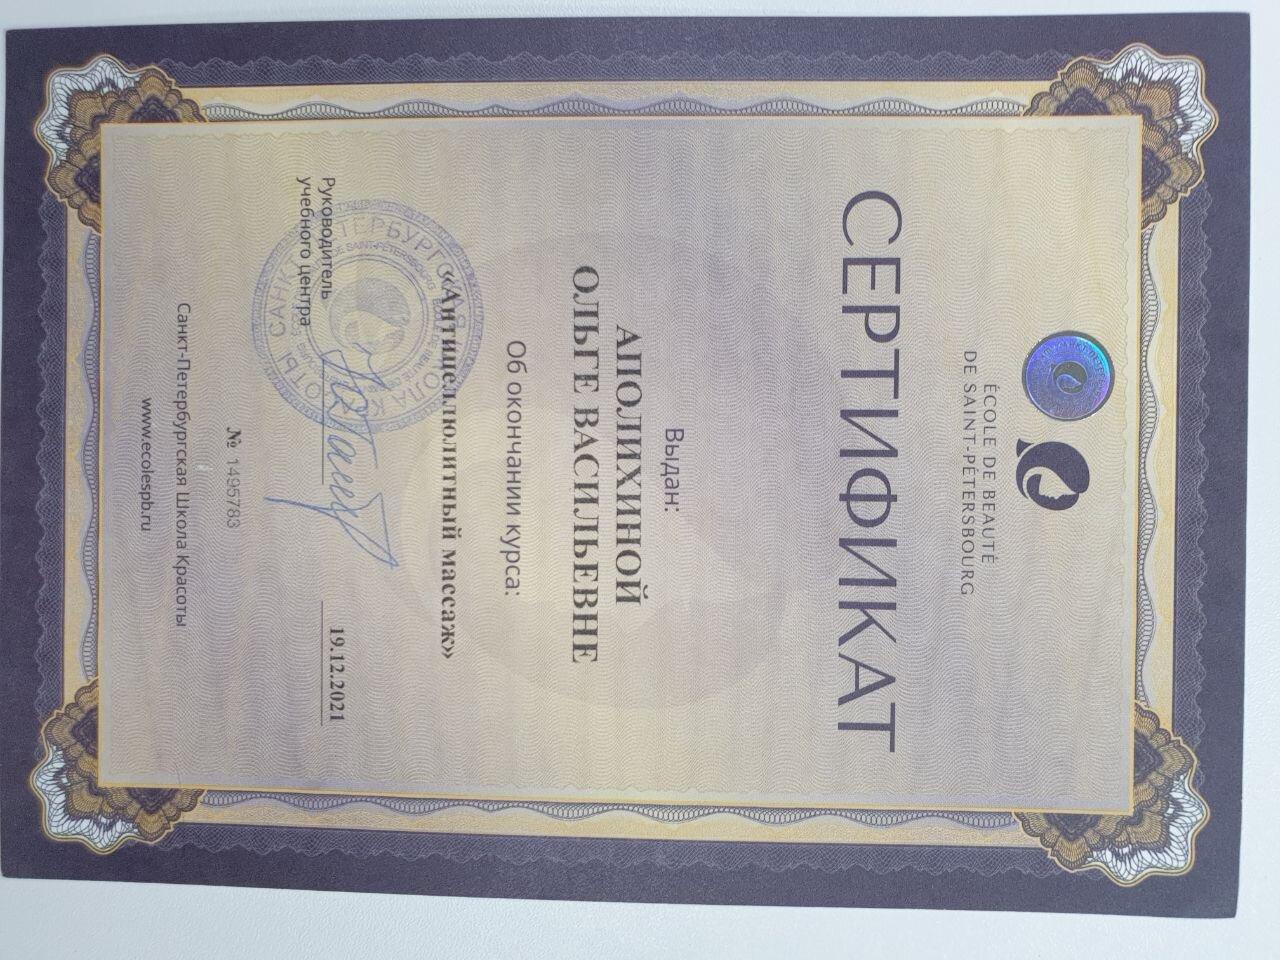 ÉCOLE DE BEAUTÉ
DE SAINT-PÉTERSBOURG
СЕРТИФИКАТ
Выдан:
АПОЛИХИНОЙ
ОЛЬГЕ ВАСИЛЬЕВНЕ
Об окончании курса:
«Антицеллюлитный массаж»
Руководитель
учебного центра
19.12.2021
№ 1495783
Санкт-Петербургская Школа Красоты
www.ecolespb.ru